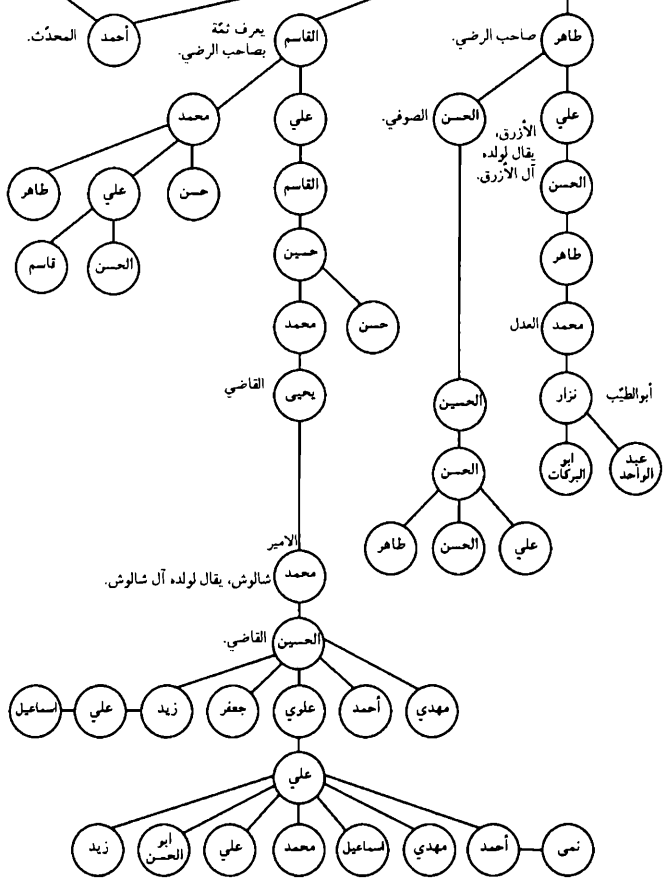 طاهر صاحب الرضي. القاسم يعرف ثمّة أحمد المحدّث.
بصاحب الرضي.
علي الحسن الصوفي. علي محمد
الأزرق،
يقال لولده
آل الأزرق.
الحسن القاسم حسن علي طاهر
طاهر حسين الحسن قاسم
محمد العدل حسن محمد
أبوالطيّب نزار الحسين يحيى القاضي
عبد الواحد ابو البركات الحسن
علي الحسن طاهر
الامير
محمد شالوش، يقال لولده آل شالوش.
الحسين القاضي.
مهدي أحمد علوي جعفر زيد علي اسماعيل
علي
نمى أحمد مهدي اسماعيل محمد علي ابو الحسن زيد